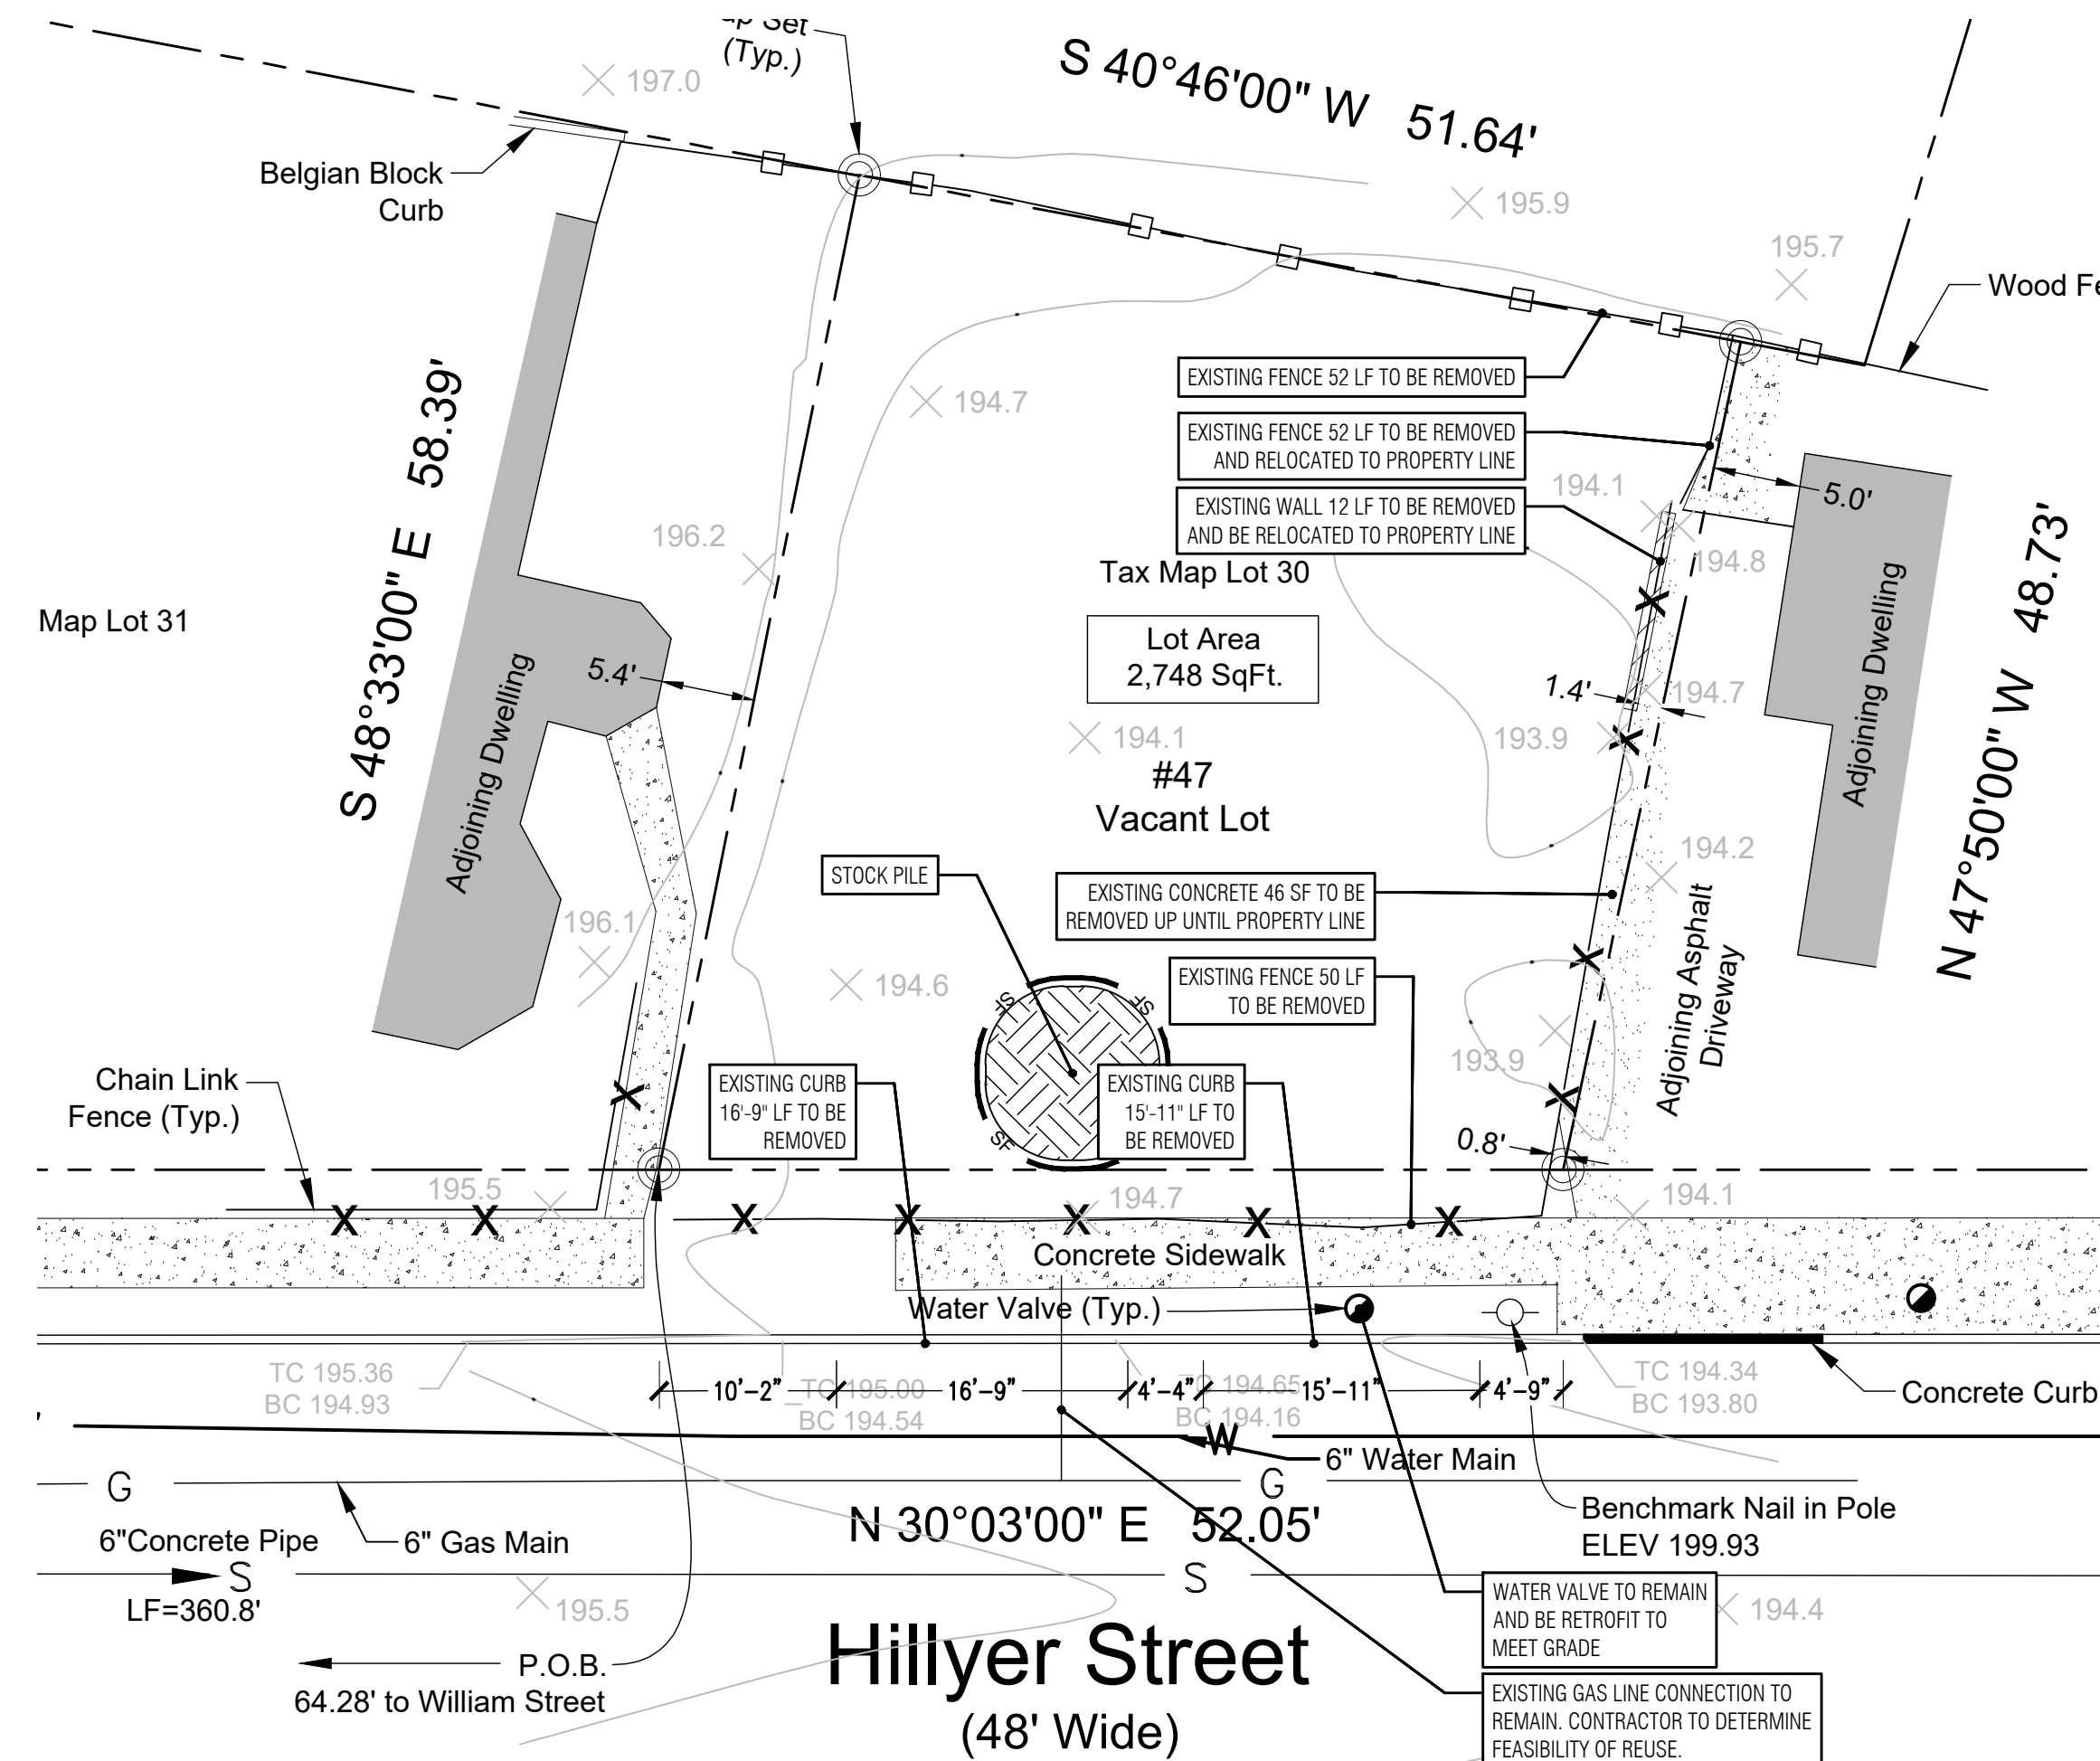 up Set
(Typ.)
S 40°46'00" W 51.64'
197.0
Belgian Block
Curb
195.9
195.7
Wood Fe
S 48°33'00" E 58.39'
194.7
EXISTING FENCE 52 LF TO BE REMOVED
EXISTING FENCE 52 LF TO BE REMOVED
AND RELOCATED TO PROPERTY LINE
EXISTING WALL 12 LF TO BE REMOVED
AND BE RELOCATED TO PROPERTY LINE
194.1
5.0'
196.2
194.8
Tax Map Lot 30
Map Lot 31
Lot Area
2,748 SqFt.
5.4'
1.4'
194.7
Adjoining Dwelling
Adjoining Dwelling
N 47°50'00" W 48.73'
194.1
193.9
#47
Vacant Lot
194.2
STOCK PILE
EXISTING CONCRETE 46 SF TO BE
REMOVED UP UNTIL PROPERTY LINE
196.1
194.6
EXISTING FENCE 50 LF
TO BE REMOVED
SF
SF
SF
Adjoining Asphalt
Driveway
193.9
Chain Link
Fence (Typ.)
EXISTING CURB
16'-9" LF TO BE
REMOVED
EXISTING CURB
15'-11" LF TO
BE REMOVED
0.8'
195.5
194.7
194.1
X X X X X X X
X
X
X
X
X
X
Concrete Sidewalk
Water Valve (Typ.)
TC 195.36
BC 194.93
10'-2"
TC 195.00
BC 194.54
16'-9"
4'-4"
TC 194.65
BC 194.16
15'-11"
4'-9"
TC 194.34
BC 193.80
Concrete Curb
W
6" Water Main
G
G
N 30°03'00" E 52.05'
Benchmark Nail in Pole
ELEV 199.93
6"Concrete Pipe
6" Gas Main
S
S
LF=360.8'
195.5
WATER VALVE TO REMAIN
AND BE RETROFIT TO
MEET GRADE
194.4
Hillyer Street
(48' Wide)
P.O.B.
64.28' to William Street
EXISTING GAS LINE CONNECTION TO
REMAIN. CONTRACTOR TO DETERMINE
FEASIBILITY OF REUSE.